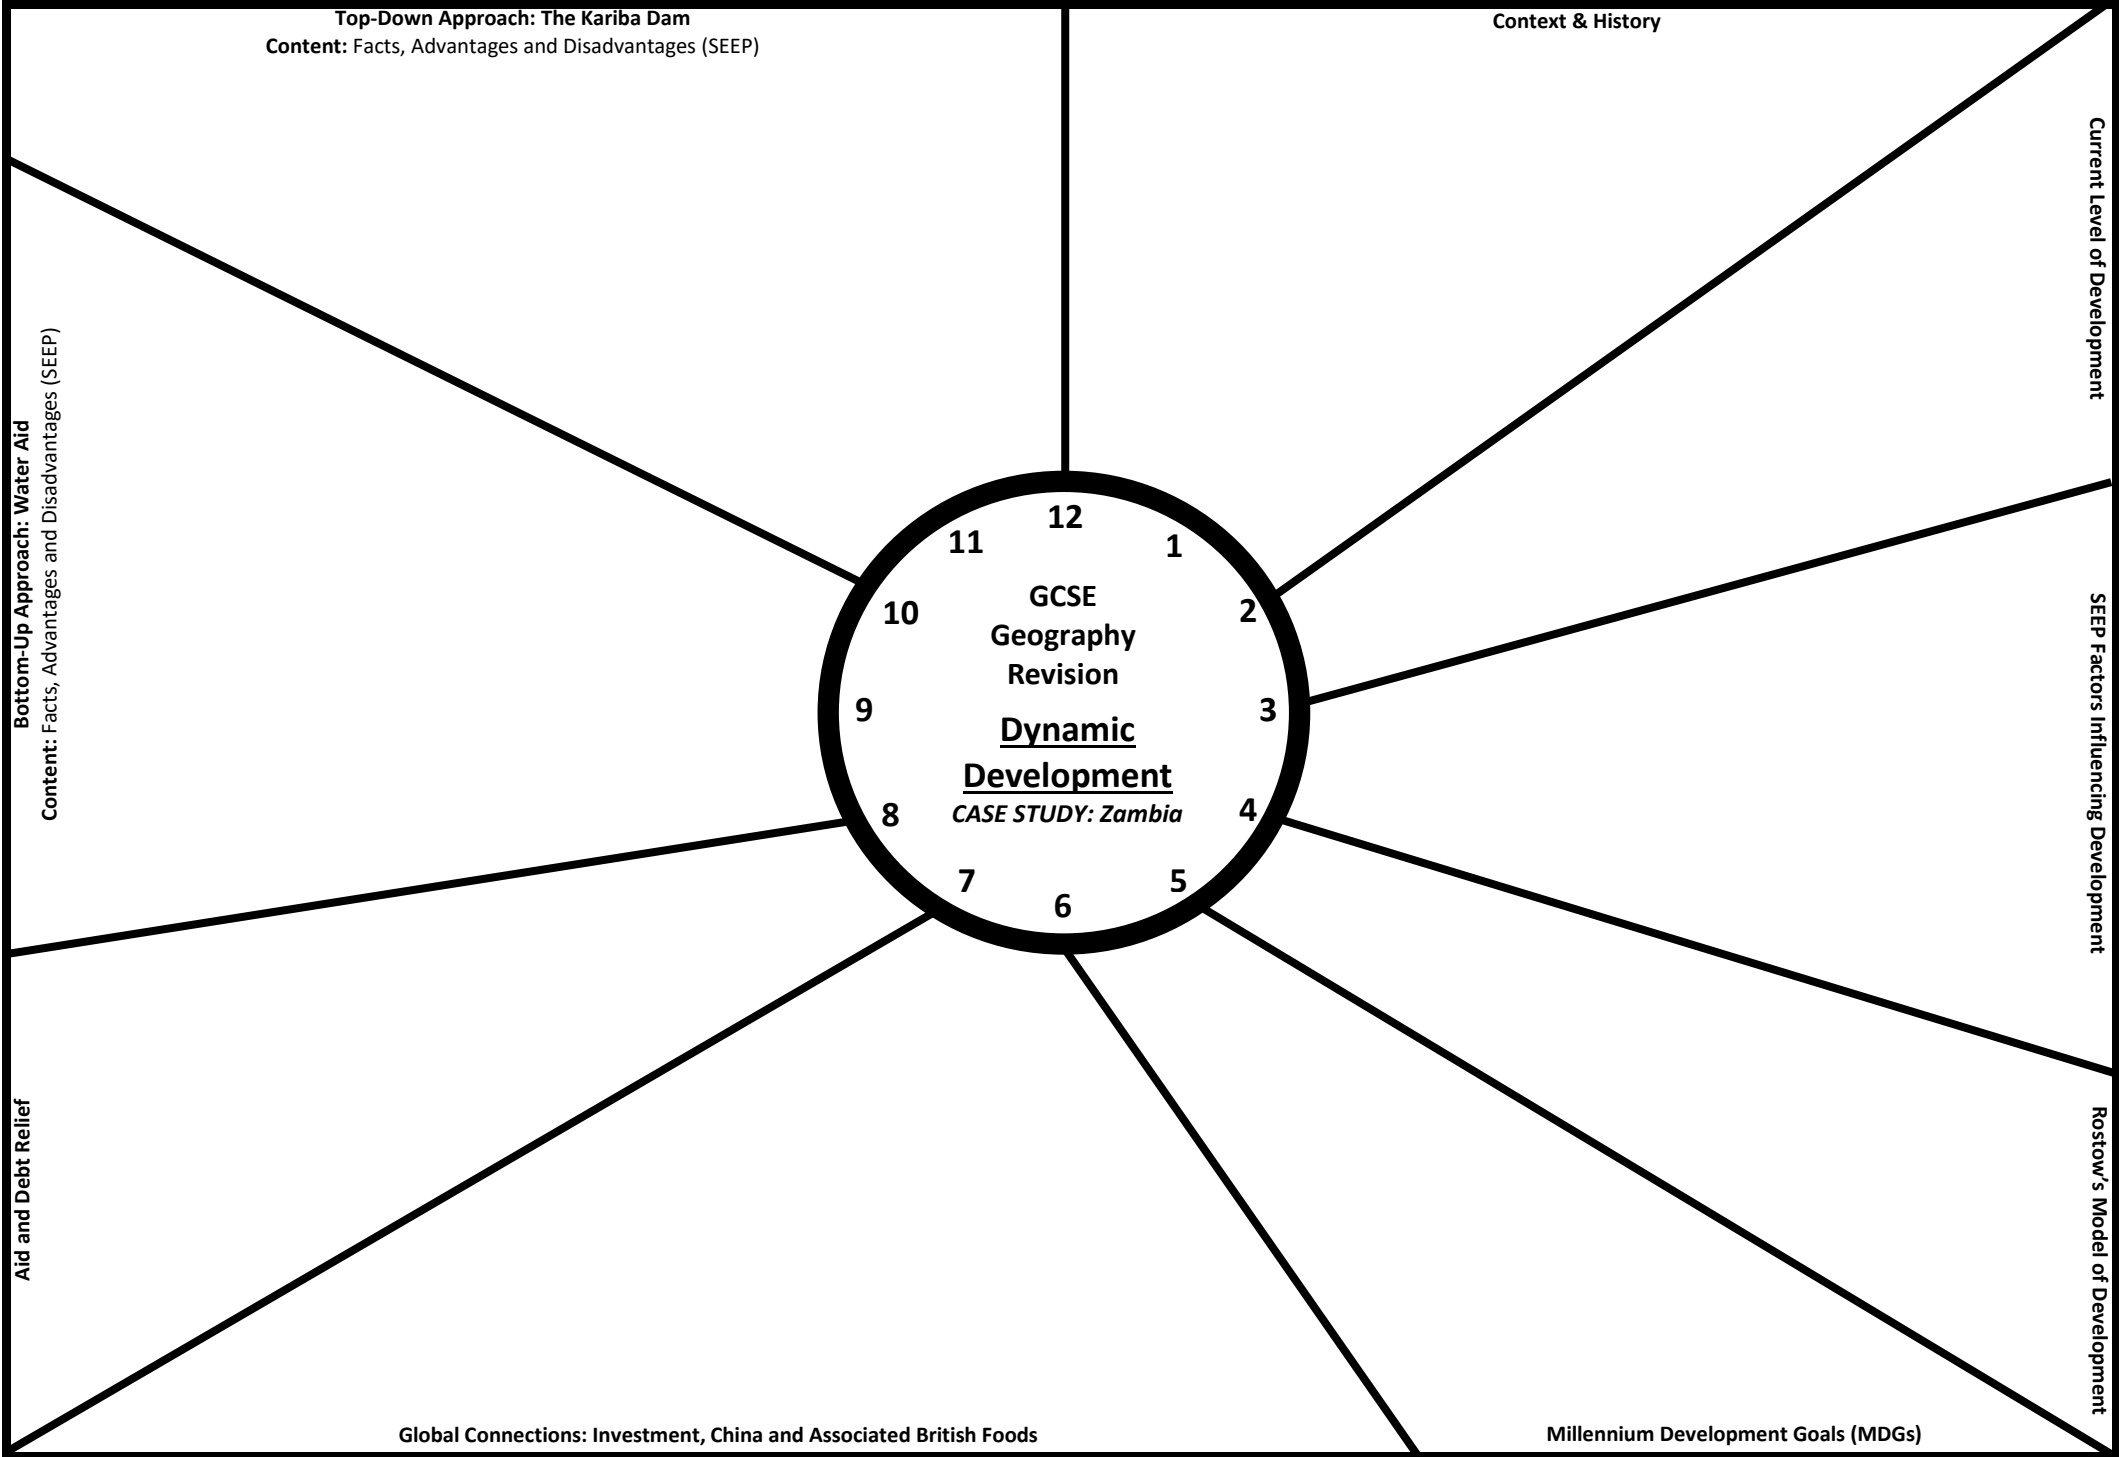 Top-Down Approach: The Kariba Dam
Content: Facts, Advantages and Disadvantages (SEEP)
Context & History
Current Level of Development
SEEP Factors Influencing Development
Rostow's Model of Development
Millennium Development Goals (MDGs)
Global Connections: Investment, China and Associated British Foods
Aid and Debt Relief
Bottom-Up Approach: Water Aid
Content: Facts, Advantages and Disadvantages (SEEP)
12
1
2
3
4
5
6
7
8
9
10
11
GCSE
Geography
Revision
Dynamic
Development
CASE STUDY: Zambia